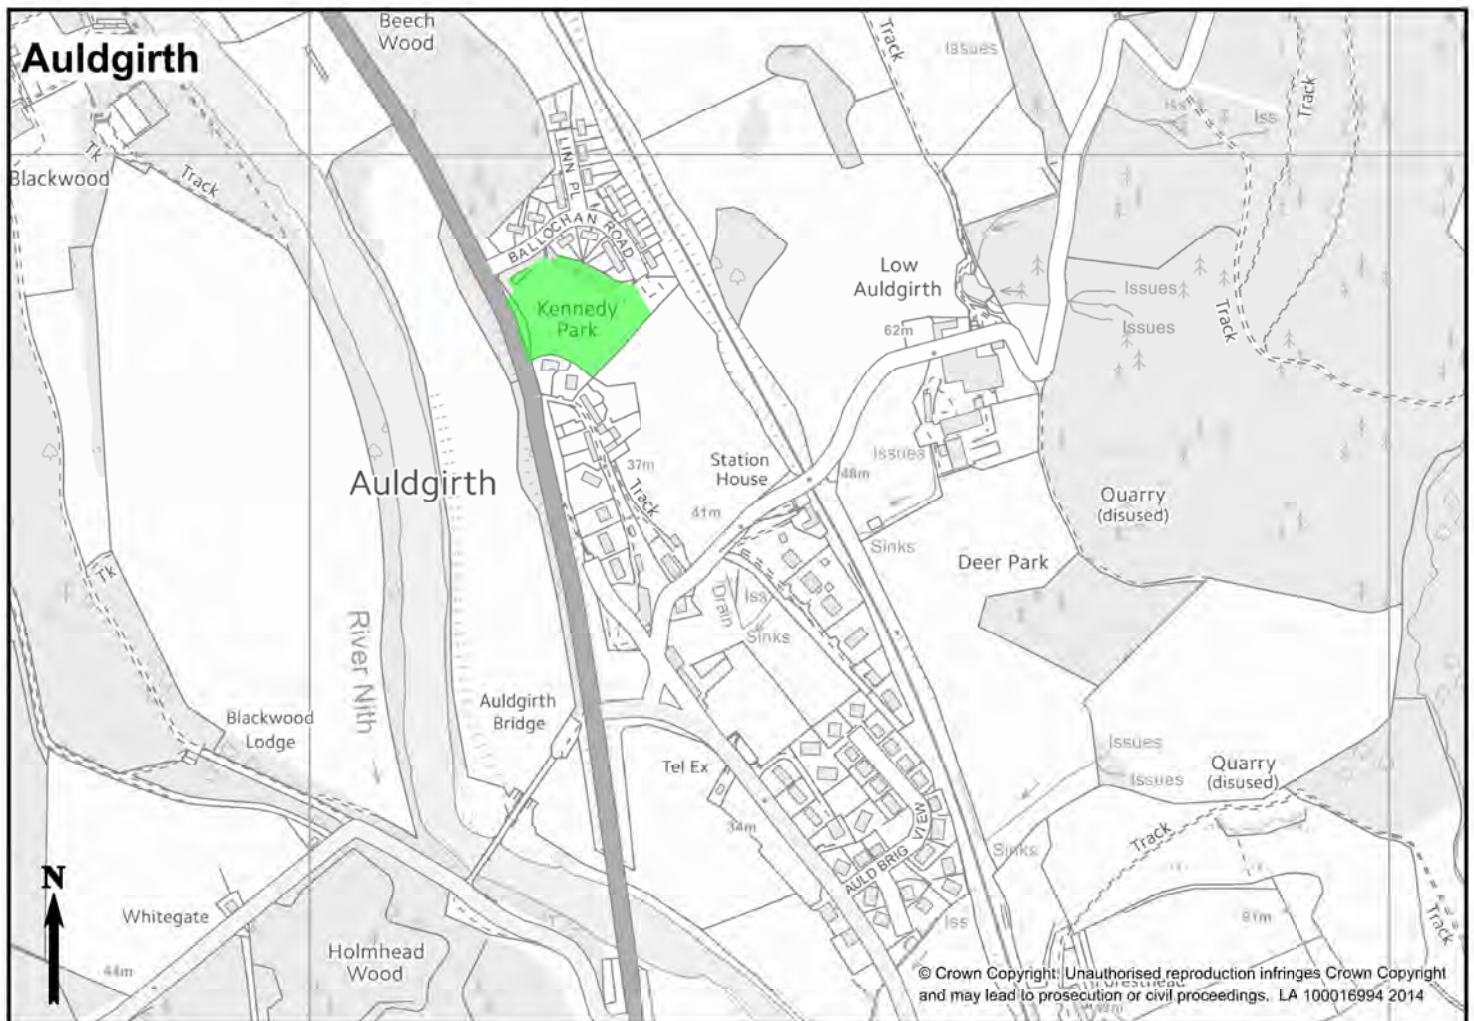 Auldgirth
Beech
Wood
Track
Issues
Track
Iss
Iss
Tk
Track
Blackwood
LINN PL
BALLOCHAN ROAD
Low
Auldgirth
62m
Issues
Issues
Track
Kennedy
Park
Auldgirth
37m
Track
Station
House
Issues
48m
41m
Quarry
(disused)
Sinks
Deer Park
Tk
Drain
Iss
Sinks
River Nith
Auldgirth
Bridge
Blackwood
Lodge
Issues
Issues
Quarry
(disused)
Tel Ex
34m
AULD BRIG VIEW
Sinks
Track
N
Whitegate
Iss
91m
Track
Holmhead
Wood
44m
© Crown Copyright. Unauthorised reproduction infringes Crown Copyright
and may lead to prosecution or civil proceedings. LA 100016994 2014